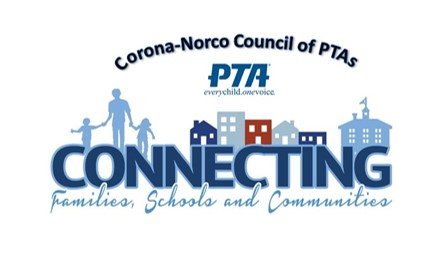 Corona-Norco Council of PTAs
PTA®
everychild.onevoice.
CONNECTING
Families, Schools and Communities